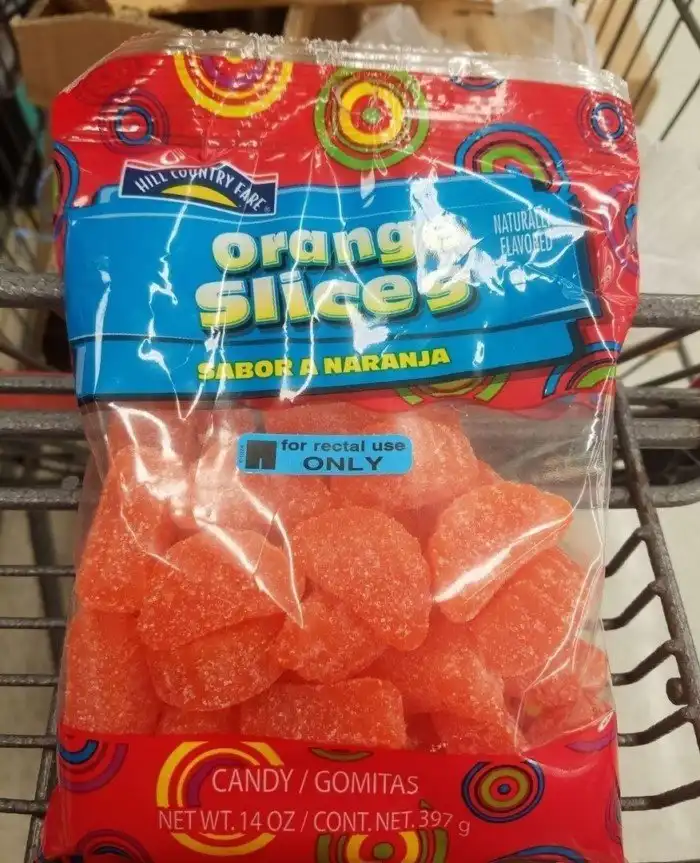 HILL COUNTRY FARE
orange
slices
NATURALLY
FLAVORED
SABOR A NARANJA
for rectal use
ONLY
CANDY / GOMITAS
NET WT. 14 OZ / CONT. NET. 397 g